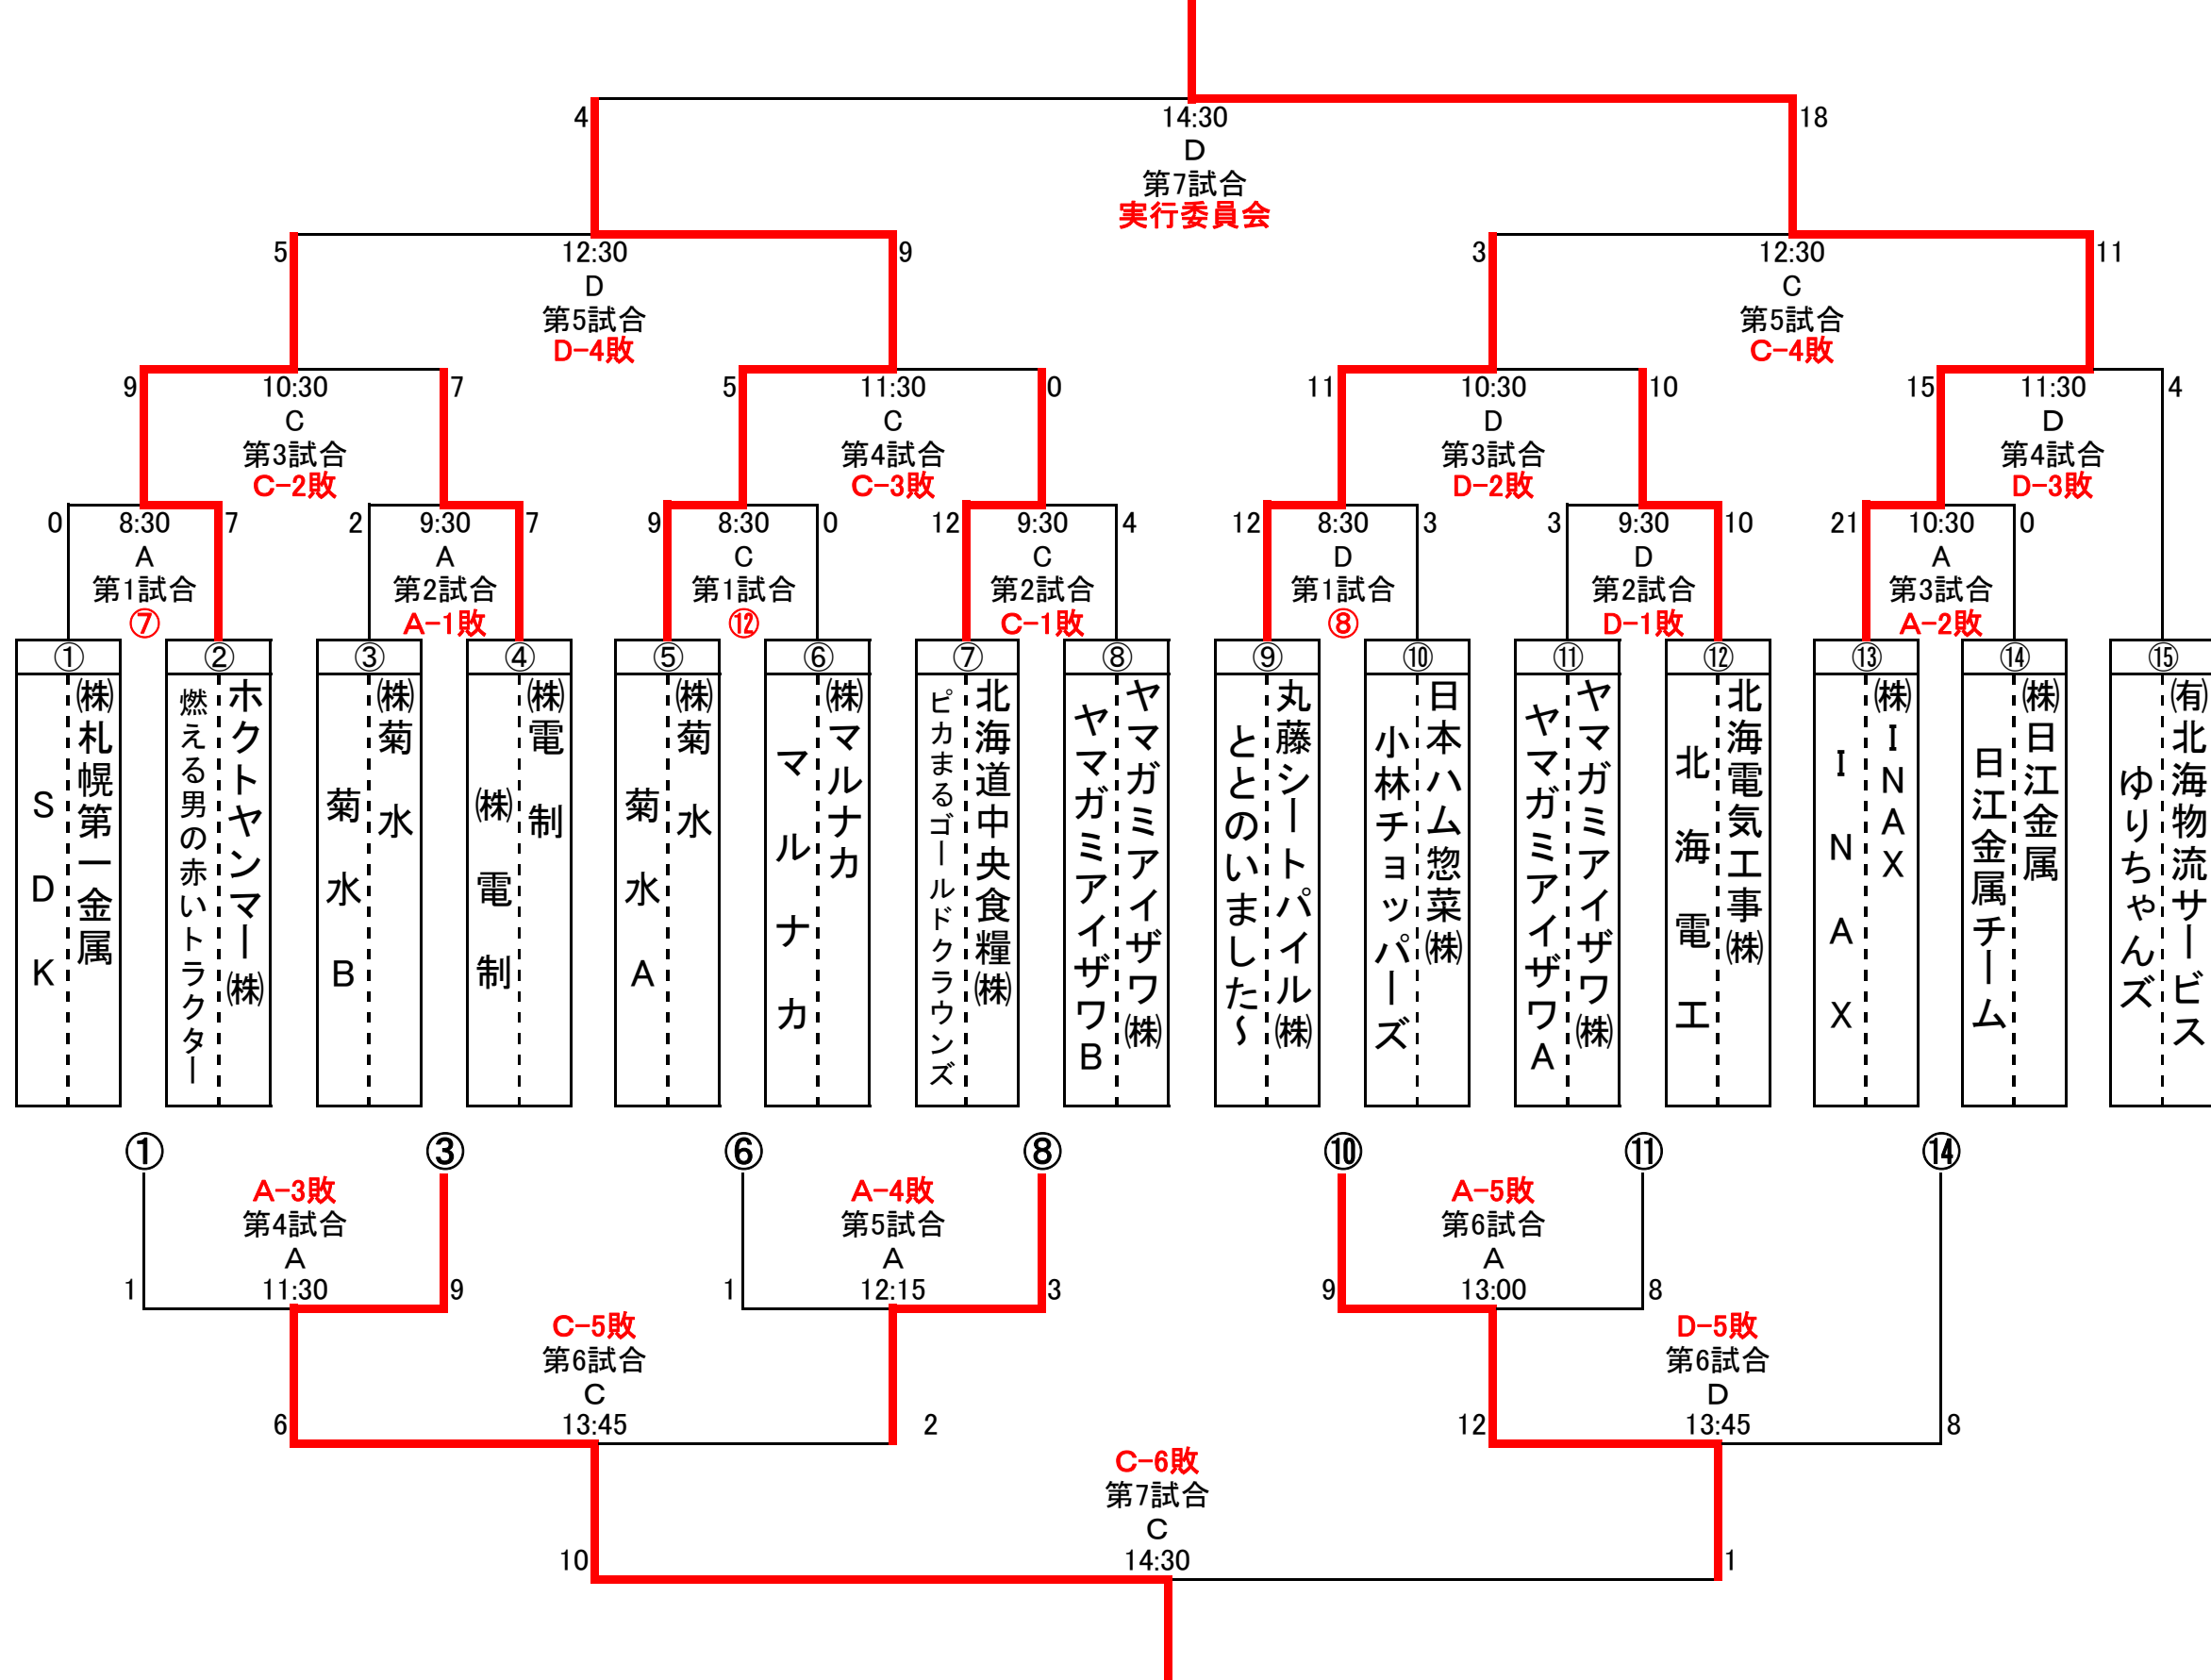 4
14:30
18
D
第7試合
実行委員会
5
12:30
9
D
第5試合
D-4敗
3
12:30
11
C
第5試合
C-4敗
9
10:30
7
C
第3試合
C-2敗
5
11:30
0
C
第4試合
C-3敗
11
10:30
10
D
第3試合
D-2敗
15
11:30
4
D
第4試合
D-3敗
0
8:30
7
A
第1試合
⑦
2
9:30
7
A
第2試合
A-1敗
9
8:30
0
C
第1試合
⑫
12
9:30
4
C
第2試合
C-1敗
12
8:30
3
D
第1試合
⑧
3
9:30
10
D
第2試合
D-1敗
21
10:30
0
A
第3試合
A-2敗
①
㈱札幌第一金属
SDK
②
ホクトヤンマー㈱
燃える男の赤いトラクター
③
㈱菊水
菊水B
④
㈱電制
㈱電制
⑤
㈱菊水
菊水A
⑥
㈱マルナカ
マルナカ
⑦
北海道中央食糧㈱
ピカまるゴールドクラウンズ
⑧
ヤマガミアイザワ㈱
ヤマガミアイザワB
⑨
丸藤シートパイル㈱
ととのいました～
⑩
日本ハム惣菜㈱
小林チョッパーズ
⑪
ヤマガミアイザワ㈱
ヤマガミアイザワA
⑫
北海電気工事㈱
北海電工
⑬
㈱INAX
INAX
⑭
㈱日江金属
日江金属チーム
⑮
㈲北海物流サービス
ゆりちゃんズ
①
③
A-3敗
第4試合
A
1
11:30
9
⑥
⑧
A-4敗
第5試合
A
1
12:15
3
⑩
⑪
A-5敗
第6試合
A
9
13:00
8
⑭
C-5敗
第6試合
C
6
13:45
2
D-5敗
第6試合
D
12
13:45
8
C-6敗
第7試合
C
10
14:30
1